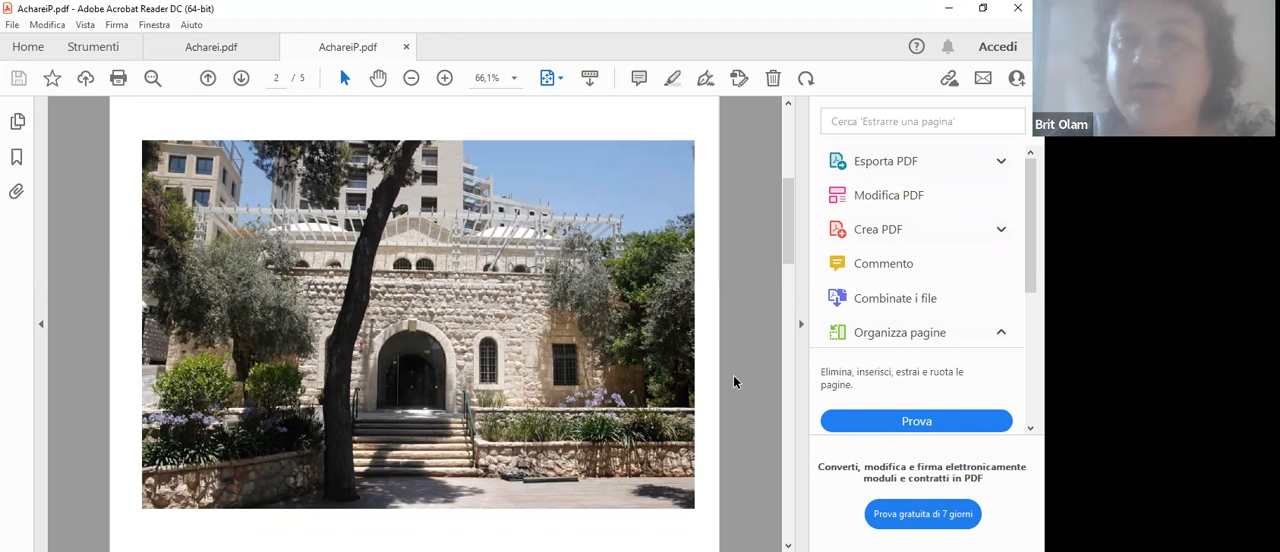 AchareiP.pdf - Adobe Acrobat Reader DC (64-bit)
File Modifica Vista Firma Finestra Aiuto
Home Strumenti Acharei.pdf AchareiP.pdf × Accedi
2 / 5 66,1%
Brit Olam
Cerca 'Estrarre una pagina'
Esporta PDF
Modifica PDF
Crea PDF
Commento
Combinate i file
Organizza pagine
Elimina, inserisci, estrai e ruota le
pagine.
Prova
Converti, modifica e firma elettronicamente
moduli e contratti in PDF
Prova gratuita di 7 giorni